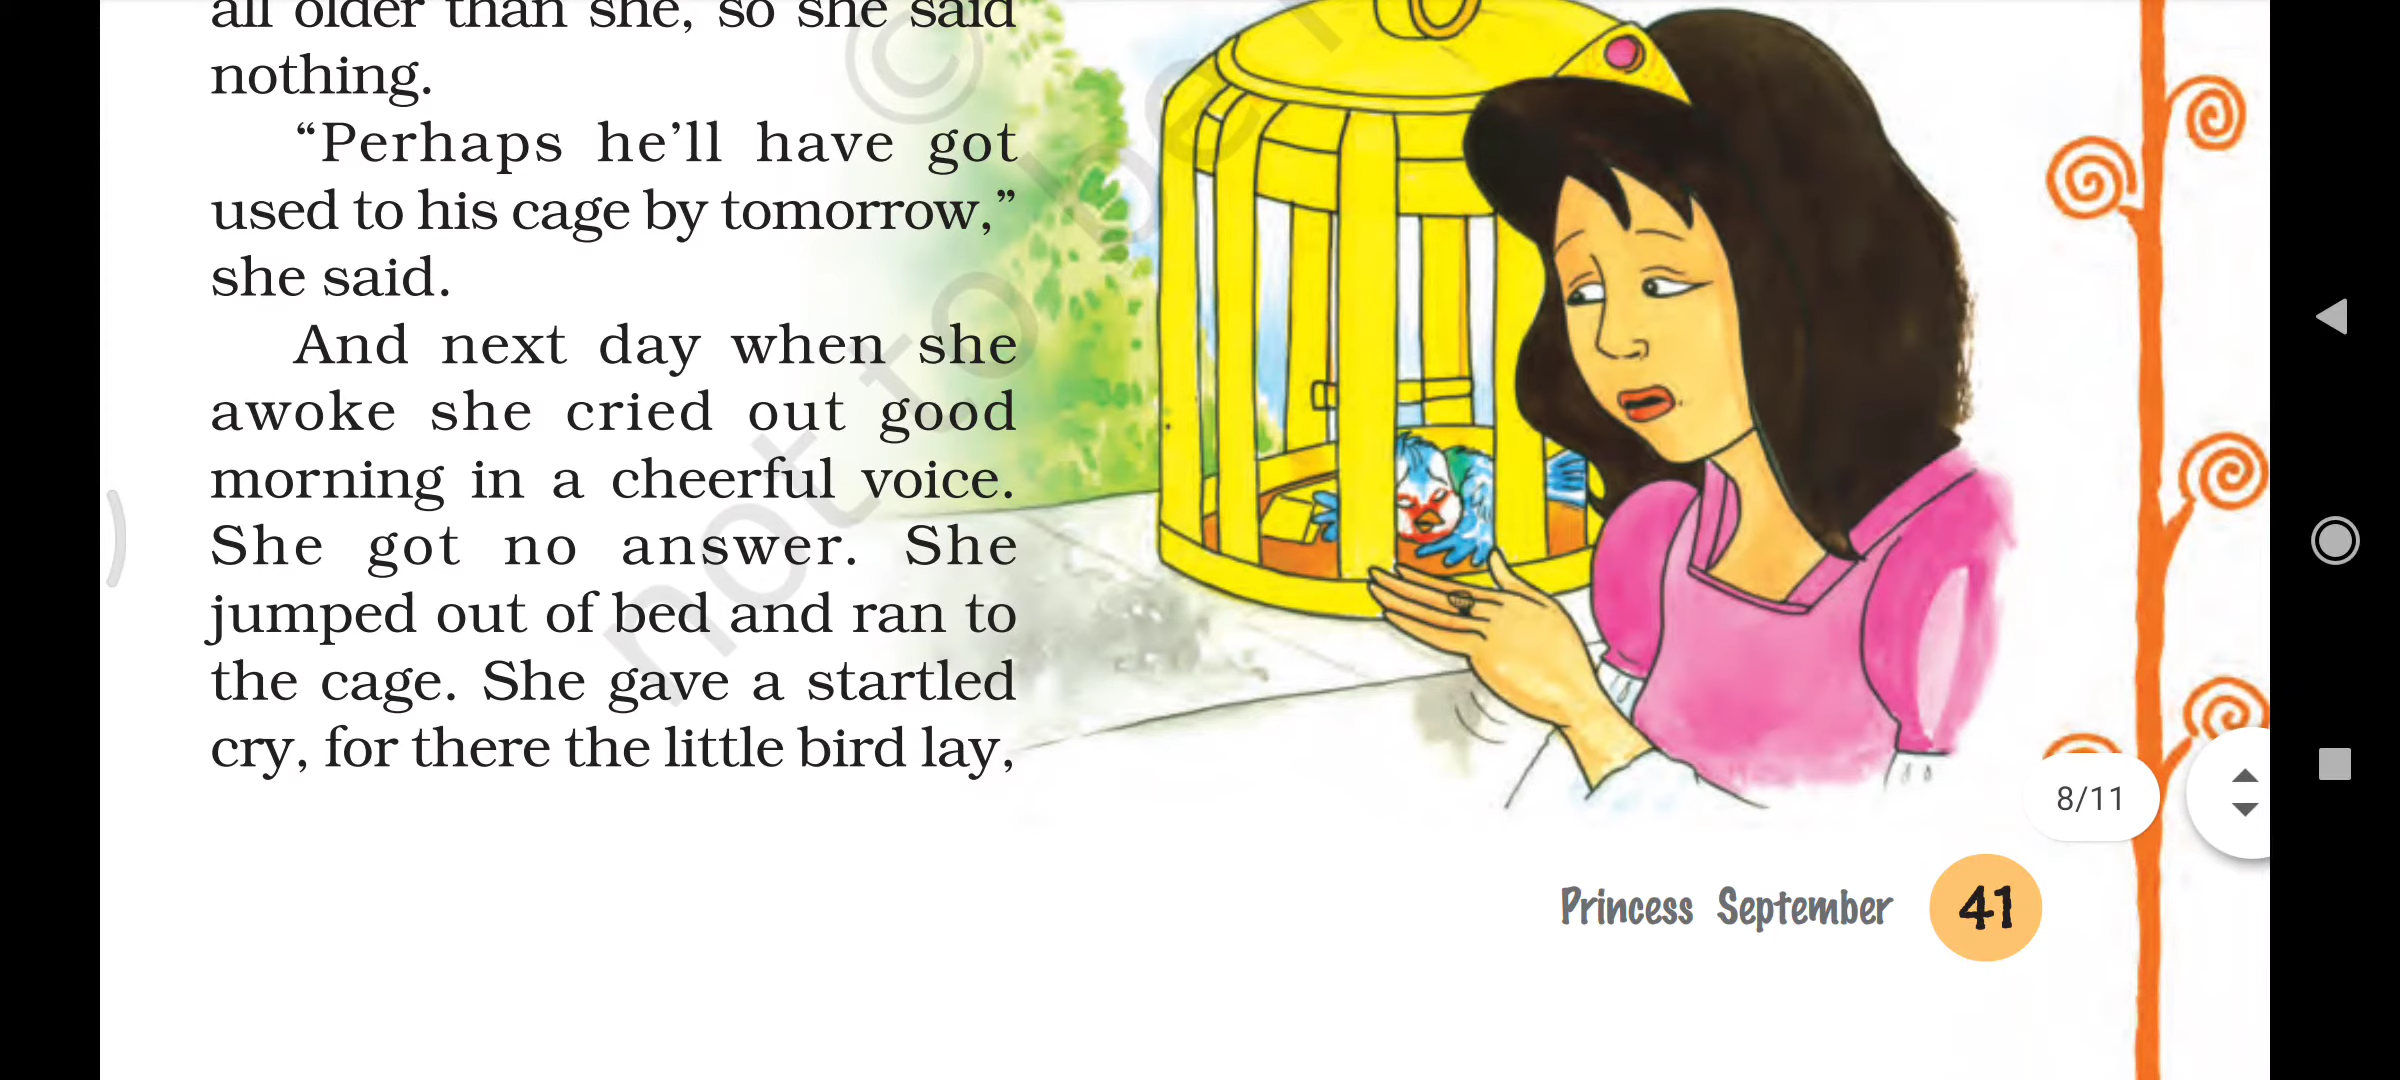 all older than she, so she said
nothing.
“Perhaps he’ll have got
used to his cage by tomorrow,”
she said.
And next day when she
awoke she cried out good
morning in a cheerful voice.
She got no answer. She
jumped out of bed and ran to
the cage. She gave a startled
cry, for there the little bird lay,
© not to be r
8/11
Princess September 41